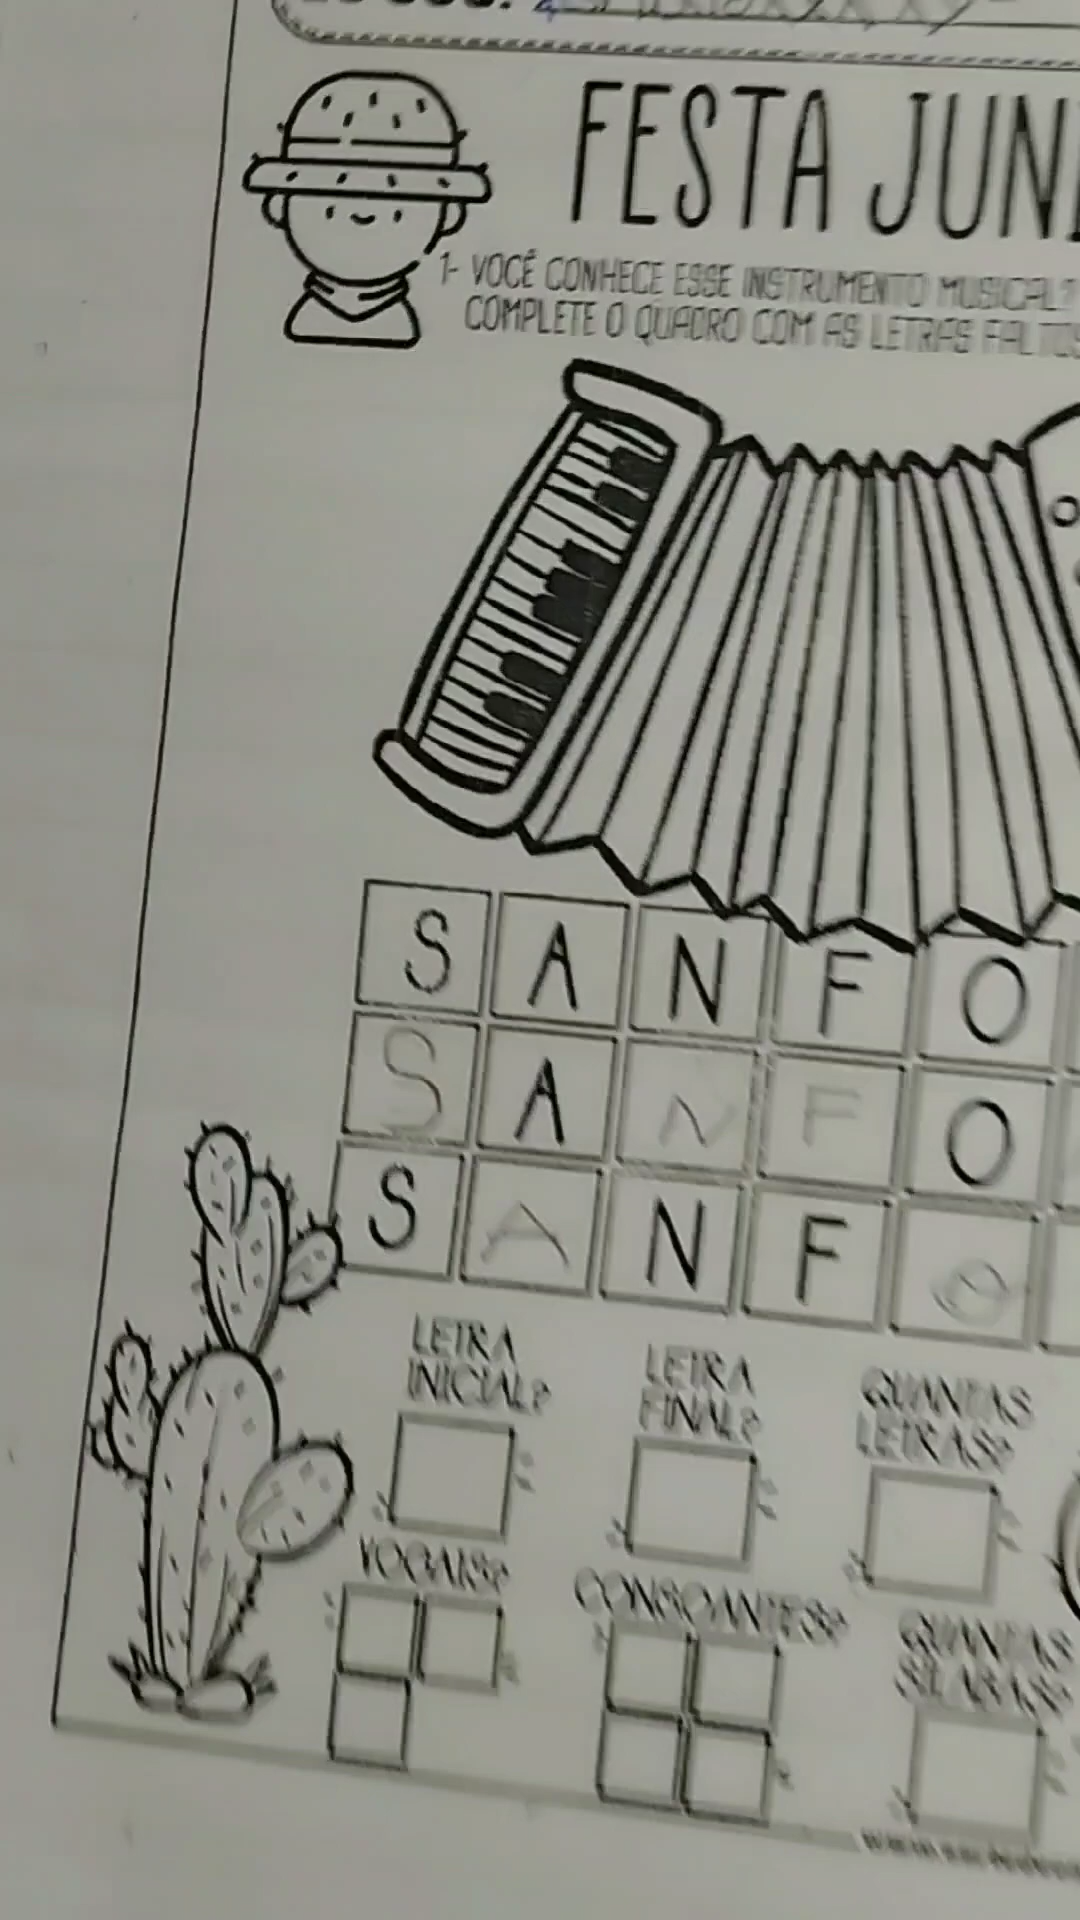 FESTA JUNI
1- VOCÊ CONHECE ESSE INSTRUMENTO MUSICAL?
COMPLETE O QUADRO COM AS LETRAS
S A N F O
S A N F O
S A N F O
LETRA INICIAL?
LETRA FINAL?
QUANTAS LETRAS?
VOGAIS?
CONSOANTES?
QUANTAS SÍLABAS?